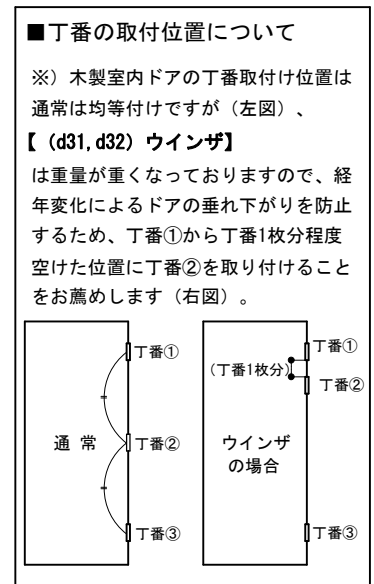 ■丁番の取付位置について
※）木製室内ドアの丁番取付け位置は
通常は均等付けですが（左図）、
【（d31,d32）ウインザ】
は重量が重くなっておりますので、経
年変化によるドアの垂れ下がりを防止
するため、丁番①から丁番1枚分程度
空けた位置に丁番②を取り付けること
をお薦めします（右図）。
丁番①
通 常
丁番②
丁番③
丁番①
（丁番1枚分）
丁番②
ウインザ
の場合
丁番③